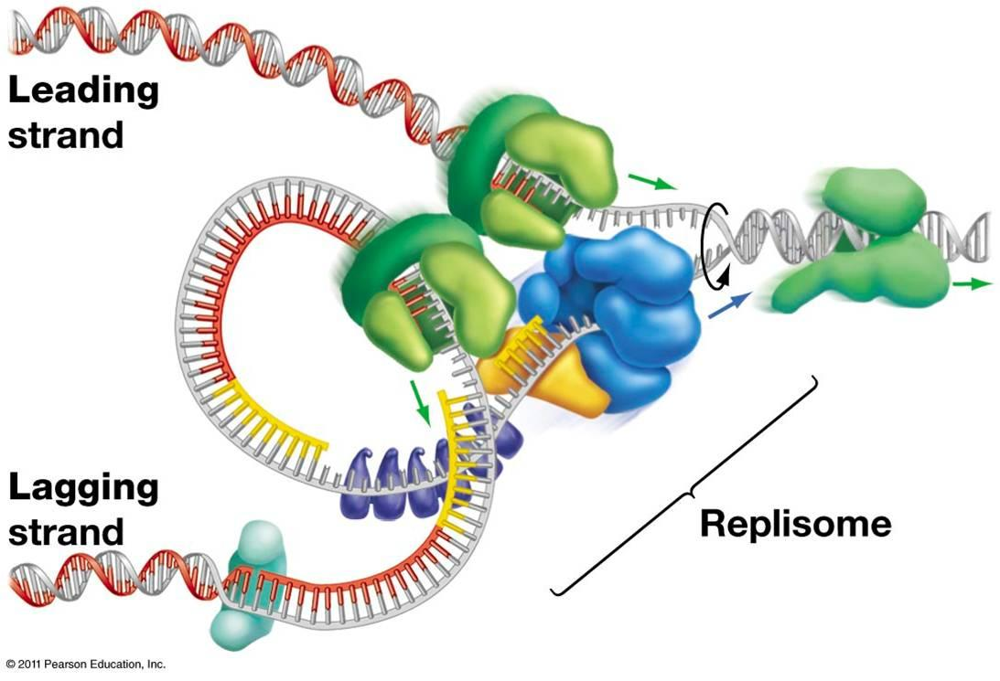 Leading
strand
Lagging
strand
Replisome
© 2011 Pearson Education, Inc.